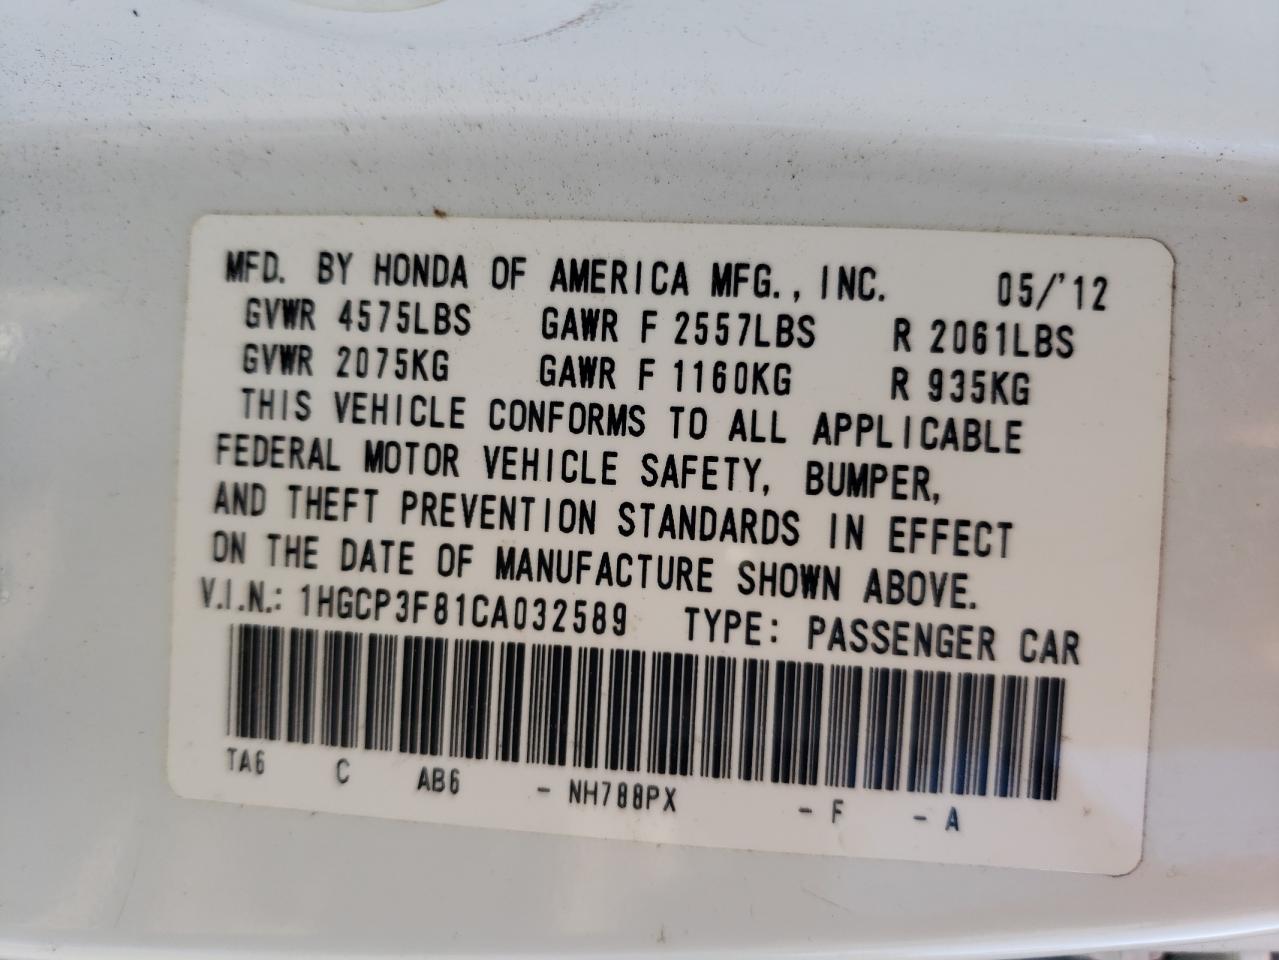 MFD. BY HONDA OF AMERICA MFG., INC. 05/'12
GVWR 4575LBS GAWR F 2557LBS R 2061LBS
GVWR 2075KG GAWR F 1160KG R 935KG
THIS VEHICLE CONFORMS TO ALL APPLICABLE
FEDERAL MOTOR VEHICLE SAFETY, BUMPER,
AND THEFT PREVENTION STANDARDS IN EFFECT
ON THE DATE OF MANUFACTURE SHOWN ABOVE.
V.I.N.: 1HGCP3F81CA032589 TYPE: PASSENGER CAR
TA6 C AB6 - NH788PX - F - A